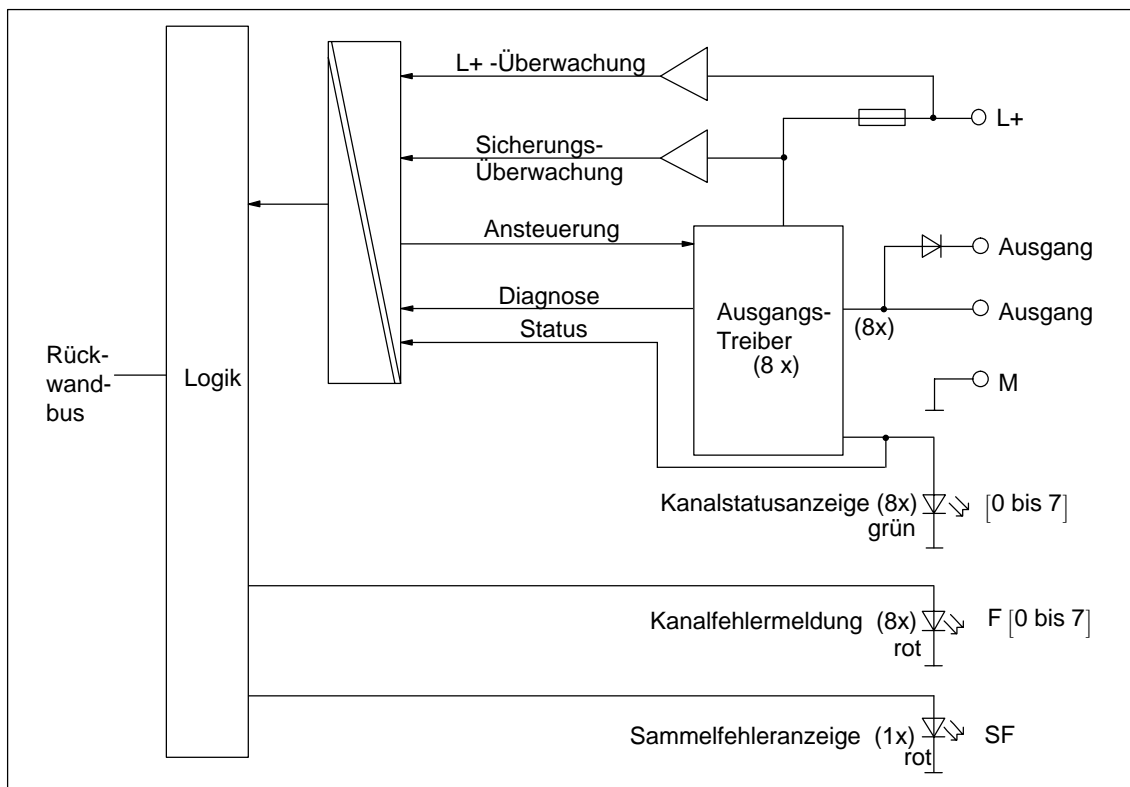 L+ -Überwachung
L+
Sicherungs-
Überwachung
Ansteuerung
Ausgang
Diagnose
Ausgang
Status
Ausgangs-
Treiber
(8 x)
(8x)
Rück-
wand-
bus
Logik
M
Kanalstatusanzeige (8x)
grün
[0 bis 7]
Kanalfehlermeldung (8x)
rot
F [0 bis 7]
Sammelfehleranzeige (1x)
rot
SF